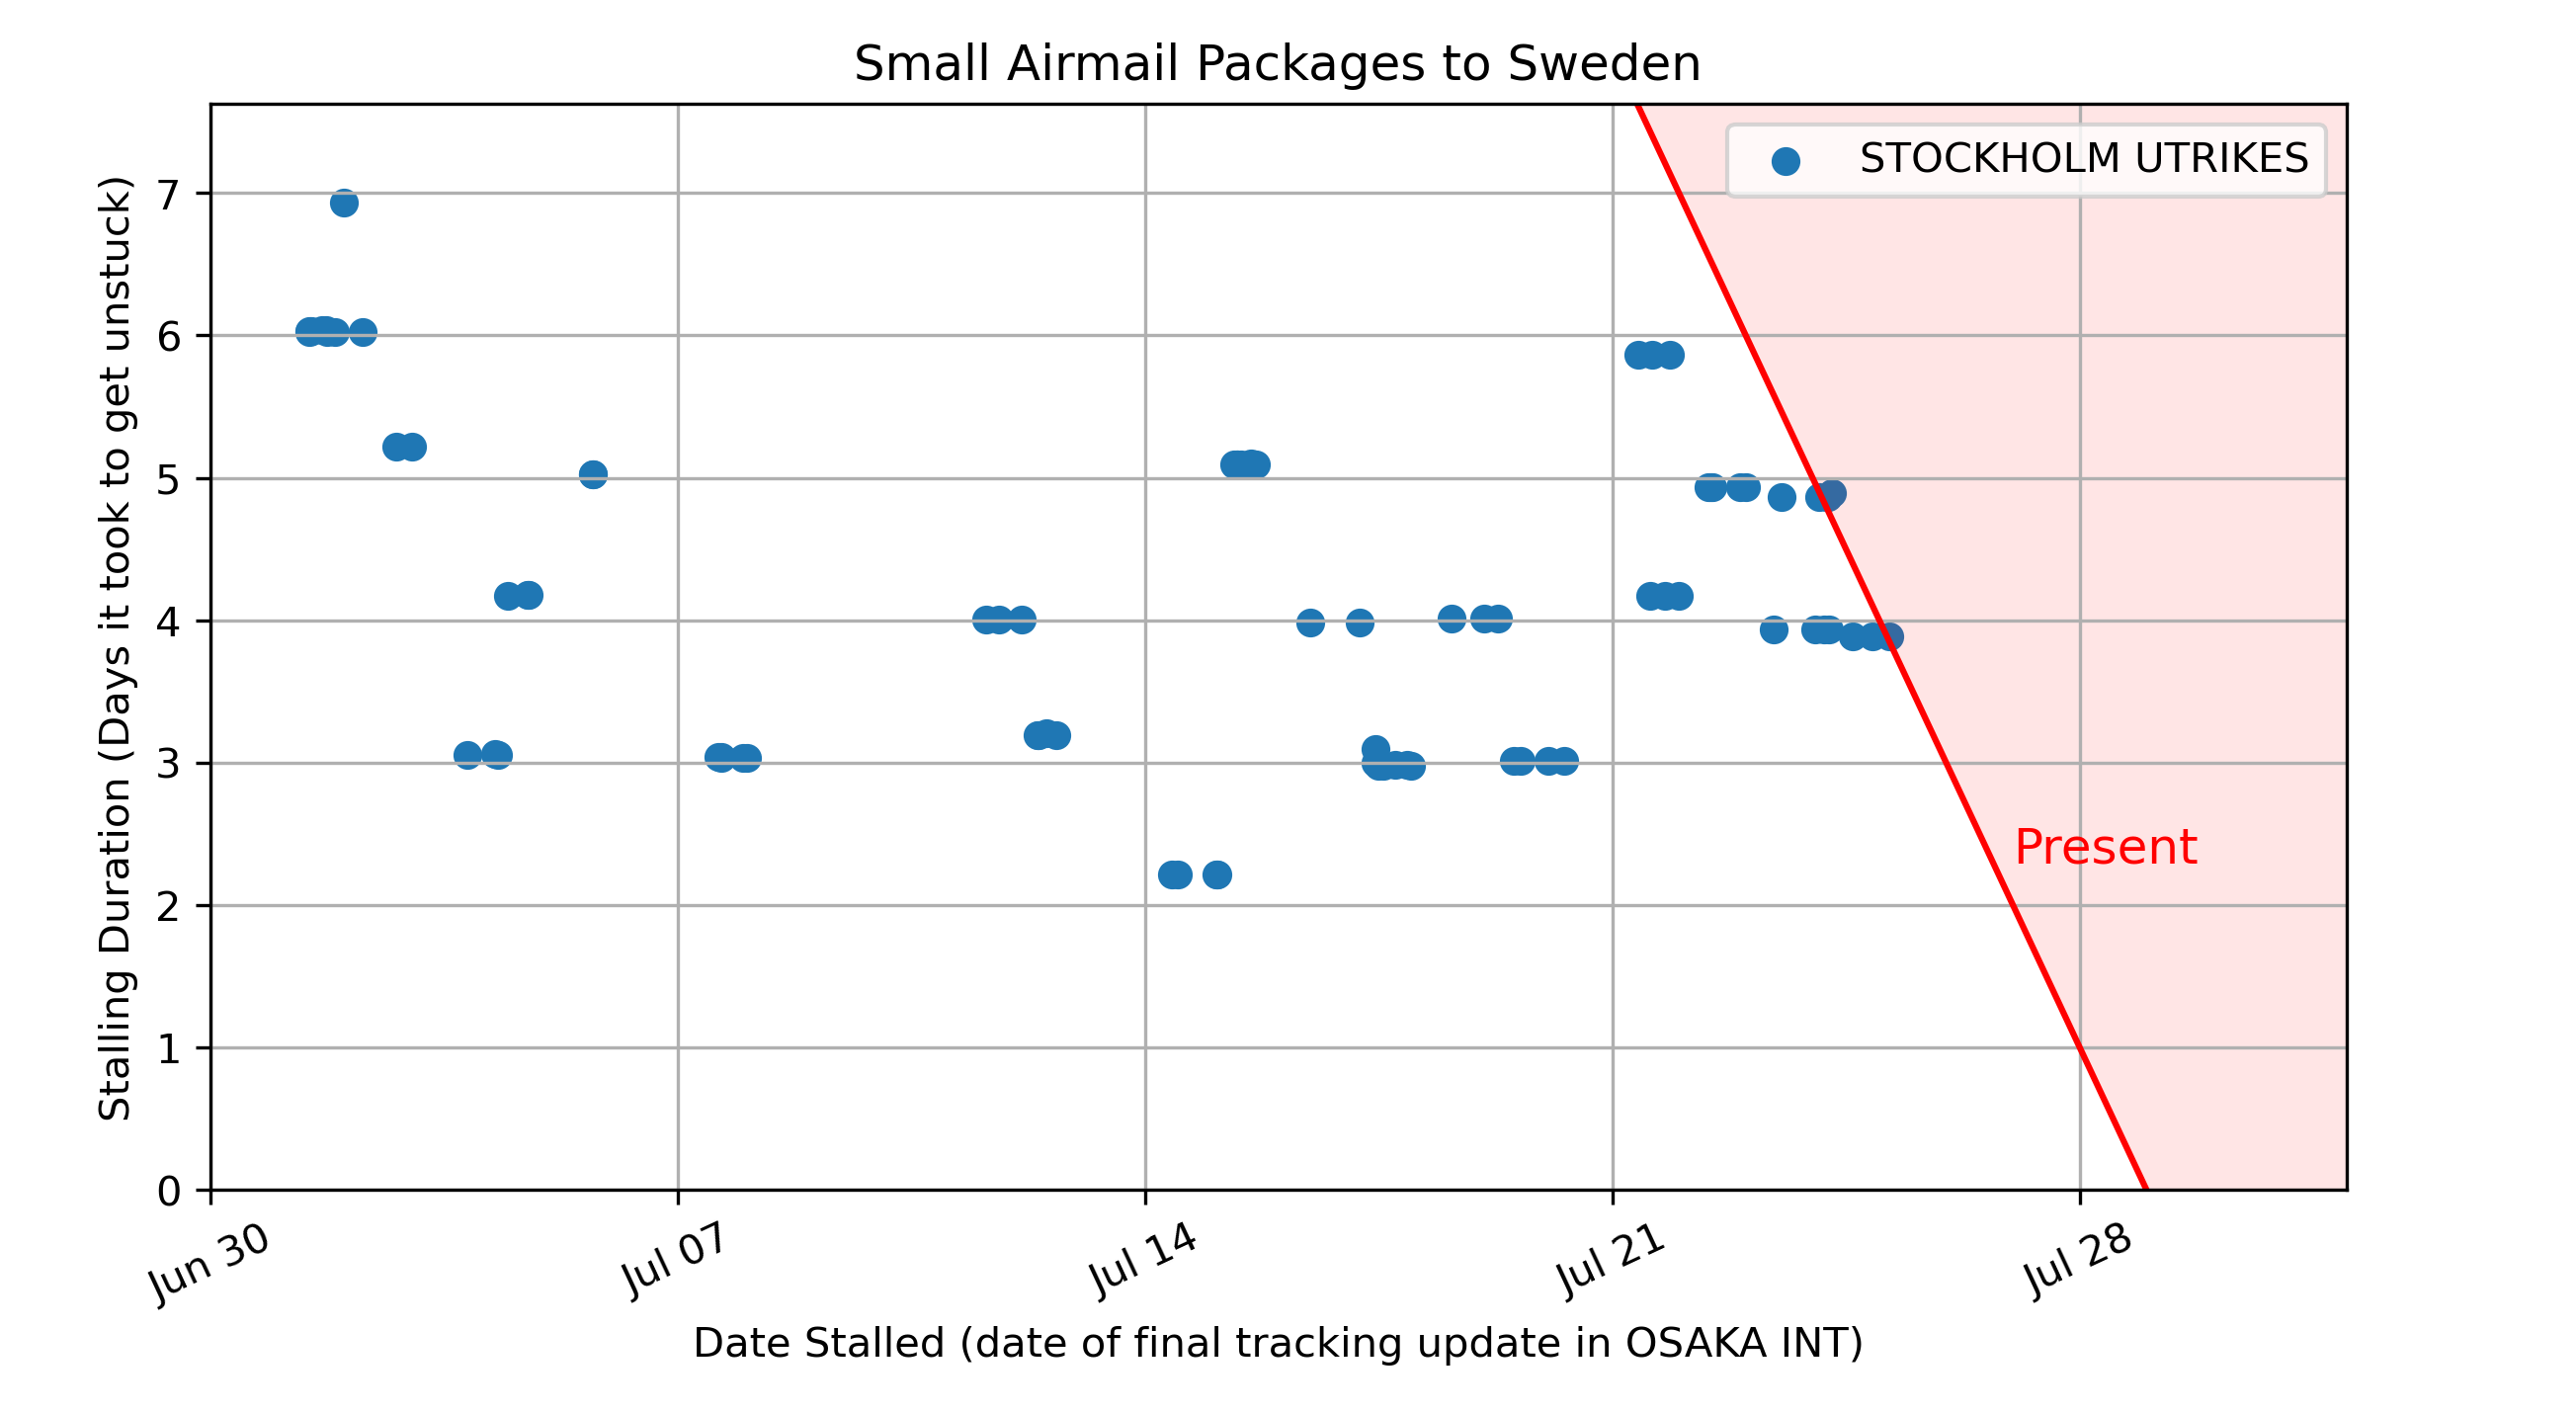 Small Airmail Packages to Sweden
STOCKHOLM UTRIKES
Stalling Duration (Days it took to get unstuck)
7
6
5
4
3
2
1
0
Present
Jun 30
Jul 07
Jul 14
Jul 21
Jul 28
Date Stalled (date of final tracking update in OSAKA INT)